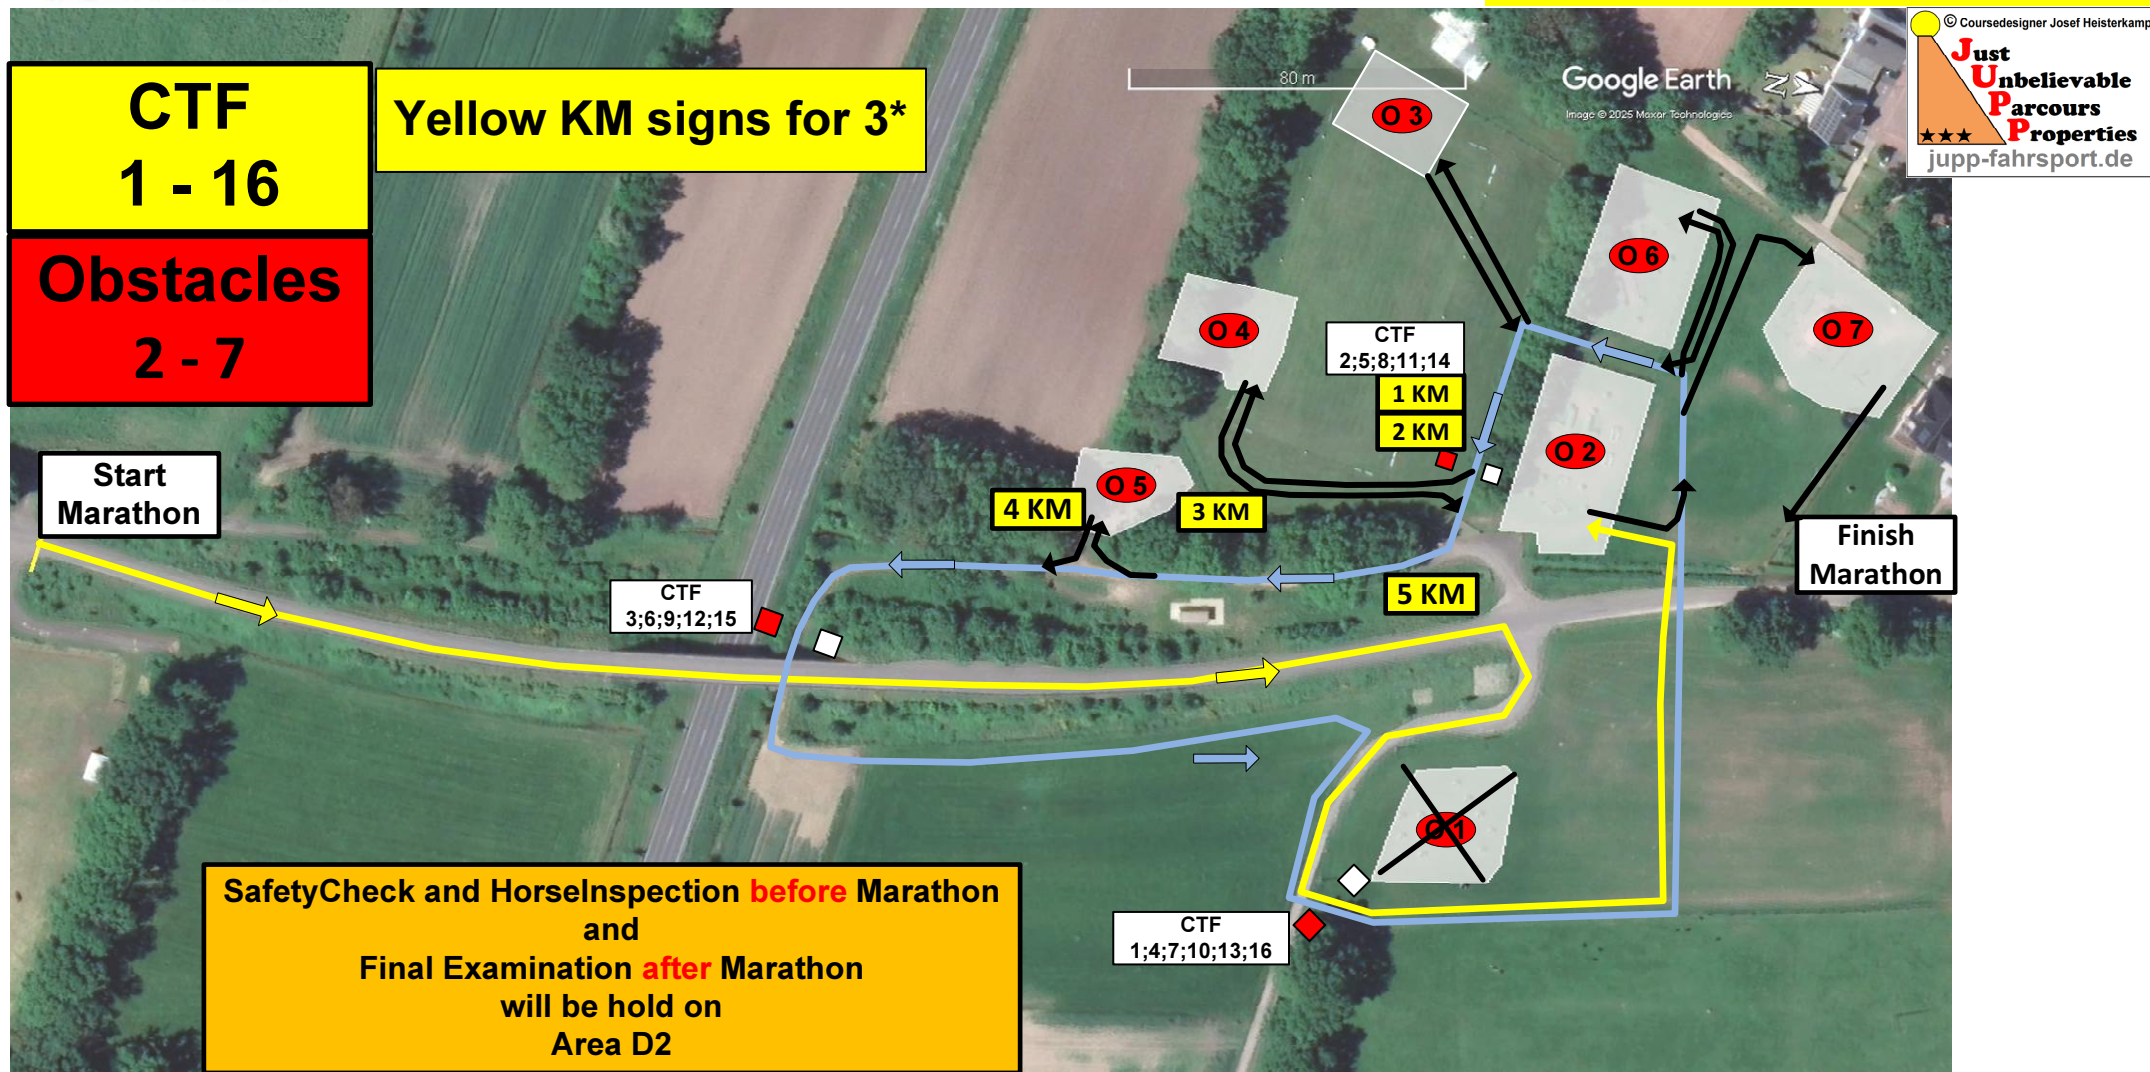 CTF
1 - 16
Obstacles
2 - 7
Yellow KM signs for 3*
80 m
Google Earth
Image © 2025 Maxar Technologies
N
© Coursedesigner Josef Heisterkamp
Just
Unbelievable
Parcours
Properties
jupp-fahrsport.de
O 3
O 6
O 7
O 4
CTF
2;5;8;11;14
1 KM
2 KM
O 2
O 5
4 KM
3 KM
Start
Marathon
Finish
Marathon
5 KM
CTF
3;6;9;12;15
O 1
CTF
1;4;7;10;13;16
SafetyCheck and HorseInspection before Marathon
and
Final Examination after Marathon
will be hold on
Area D2